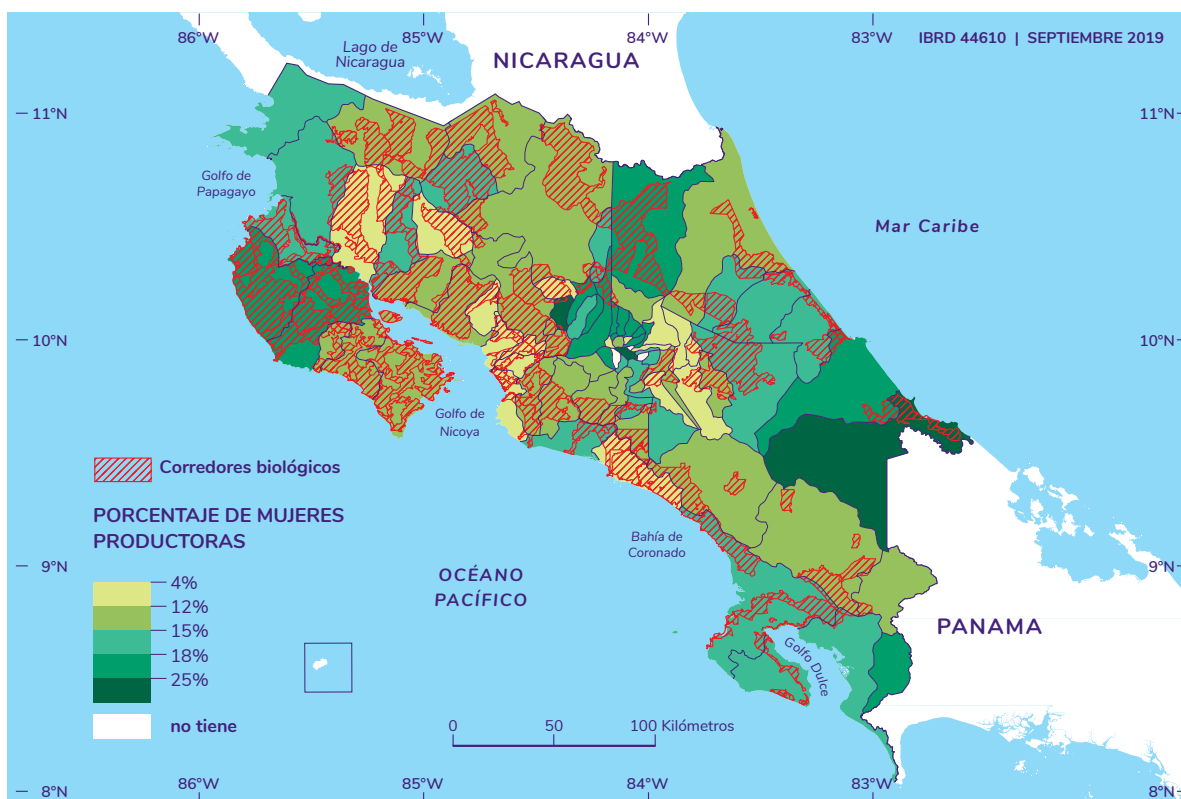 86°W
85°W
84°W
83°W
IBRD 44610 | SEPTIEMBRE 2019
Lago de
Nicaragua
NICARAGUA
11°N
11°N
Golfo de
Papagayo
Mar Caribe
10°N
10°N
Golfo de
Nicoya
Corredores biológicos
PORCENTAJE DE MUJERES
PRODUCTORAS
4%
12%
15%
18%
25%
no tiene
Bahía de
Coronado
OCÉANO
PACÍFICO
9°N
9°N
PANAMA
Golfo Dulce
0
50
100 Kilómetros
86°W
85°W
84°W
83°W
8°N
8°N